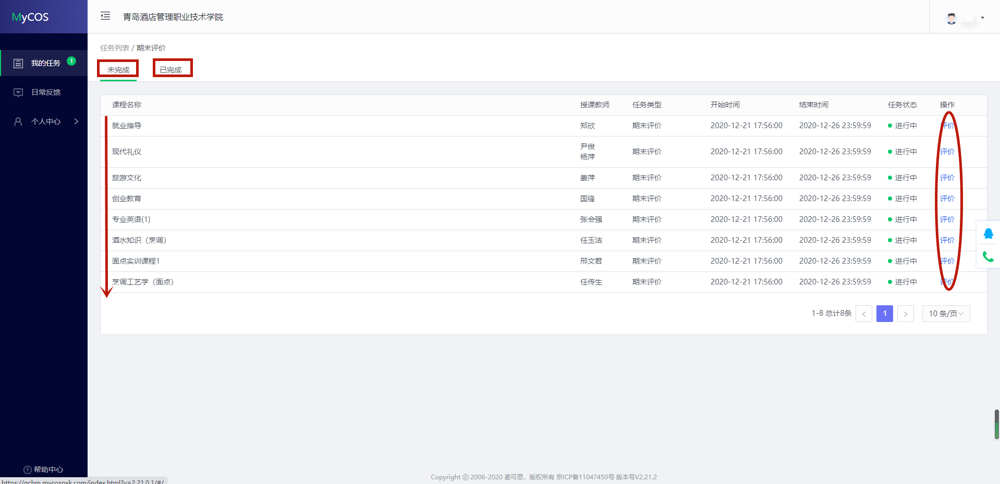 MyCOS
青岛酒店管理职业技术学院
我的任务 1
日常反馈
个人中心
任务列表 / 期末评价
未完成 已完成
课程名称 授课教师 任务类型 开始时间 结束时间 任务状态 操作
就业指导 郑欣 期末评价 2020-12-21 17:56:00 2020-12-26 23:59:59 进行中 评价
现代礼仪 尹俊 杨萍 期末评价 2020-12-21 17:56:00 2020-12-26 23:59:59 进行中 评价
旅游文化 姜萍 期末评价 2020-12-21 17:56:00 2020-12-26 23:59:59 进行中 评价
创业教育 国锋 期末评价 2020-12-21 17:56:00 2020-12-26 23:59:59 进行中 评价
专业英语(1) 张会强 期末评价 2020-12-21 17:56:00 2020-12-26 23:59:59 进行中 评价
酒水知识（烹调） 任玉洁 期末评价 2020-12-21 17:56:00 2020-12-26 23:59:59 进行中 评价
面点实训课程1 邢文君 期末评价 2020-12-21 17:56:00 2020-12-26 23:59:59 进行中 评价
烹调工艺学（面点） 任传生 期末评价 2020-12-21 17:56:00 2020-12-26 23:59:59 进行中 评价
1-8 总计8条 < 1 > 10 条/页
帮助中心
Copyright ⓒ 2006-2020 麦可思，版权所有 京ICP备11047450号 版本号V2.21.2
https://qchm.mycospxk.com/index.html?v=2.21.0.1/#/